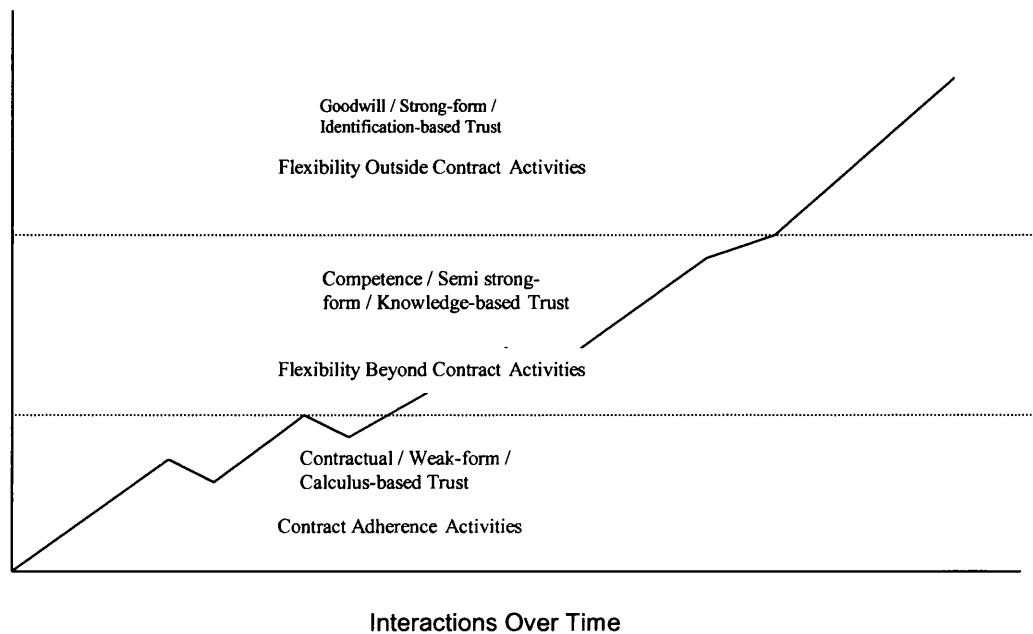 Goodwill / Strong-form /
Identification-based Trust
Flexibility Outside Contract Activities
Competence / Semi strong-
form / Knowledge-based Trust
Flexibility Beyond Contract Activities
Contractual / Weak-form /
Calculus-based Trust
Contract Adherence Activities
Interactions Over Time